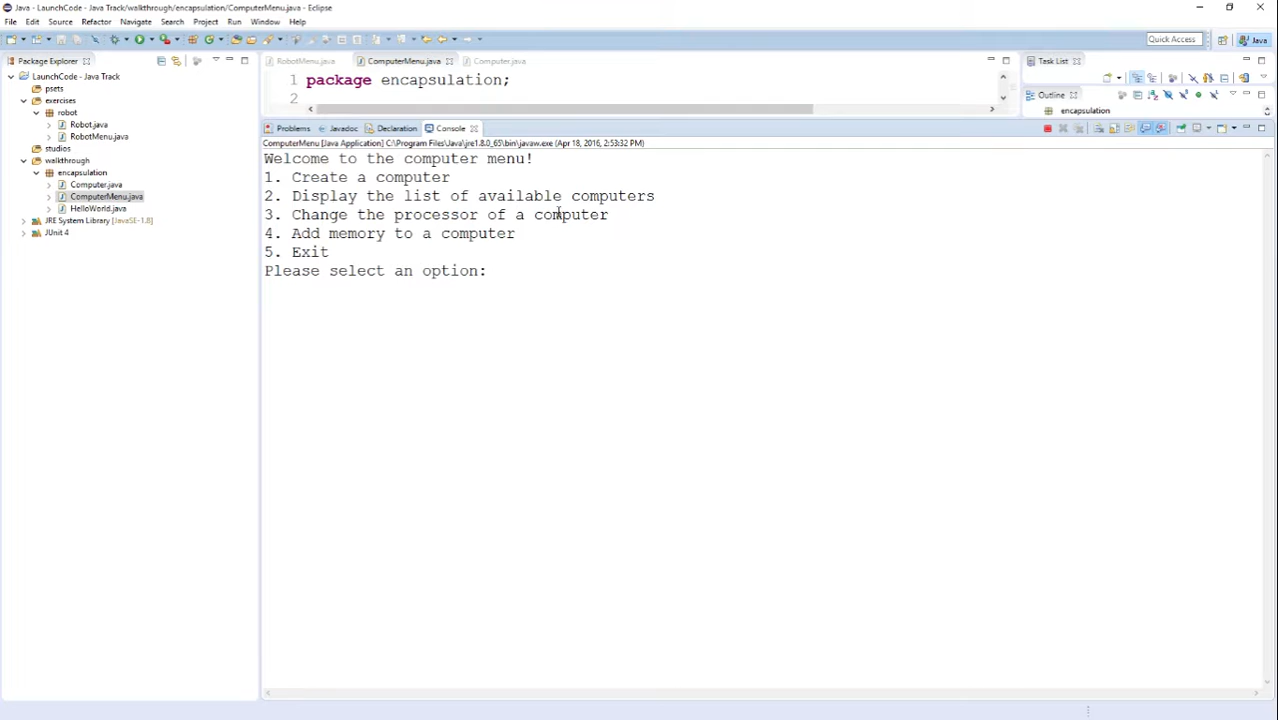 Java - LaunchCode - Java Track/walkthrough/encapsulation/ComputerMenu.java - Eclipse
File Edit Source Refactor Navigate Search Project Run Window Help
Quick Access
Java
Package Explorer
RobotMenu.java
ComputerMenu.java
Computer.java
Task List
LaunchCode - Java Track
psets
exercises
robot
Robot.java
RobotMenu.java
studios
walkthrough
encapsulation
Computer.java
ComputerMenu.java
HelloWorld.java
JRE System Library [JavaSE-1.8]
JUnit 4
1 package encapsulation;
2
Outline
encapsulation
Problems Javadoc Declaration Console
ComputerMenu [Java Application] C:\Program Files\Java\jre1.8.0_65\bin\javaw.exe (Apr 18, 2016, 2:53:32 PM)
Welcome to the computer menu!
1. Create a computer
2. Display the list of available computers
3. Change the processor of a computer
4. Add memory to a computer
5. Exit
Please select an option: